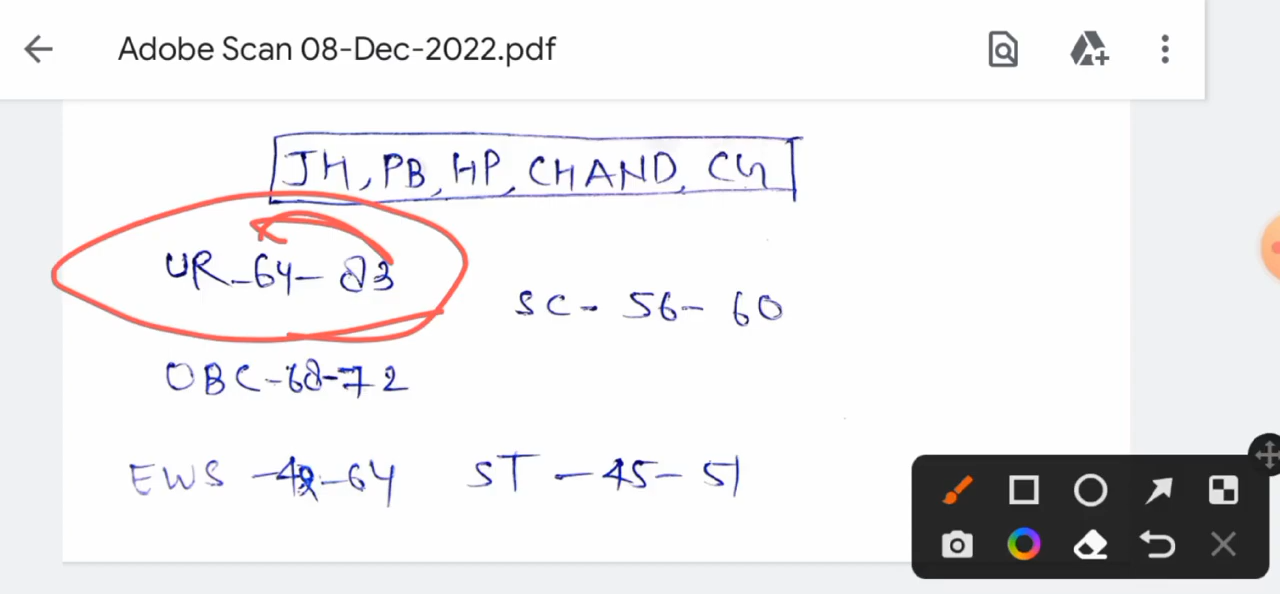 Adobe Scan 08-Dec-2022.pdf
JH, PB, HP, CHAND, CG
UR - 64 - 83
SC - 56 - 60
OBC - 68 - 72
EWS - - 64
ST - 45 - 51